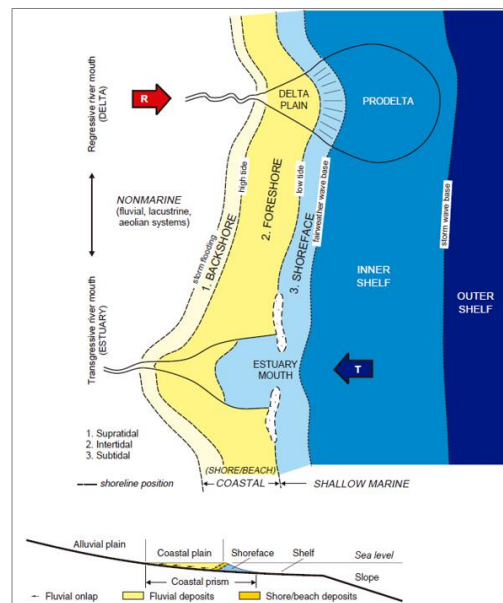 Regressive river mouth
(DELTA)
R
DELTA
PLAIN
PRODELTA
NONMARINE
(fluvial, lacustrine,
aeolian systems)
storm flooding
1. BACKSHORE
high tide
2. FORESHORE
low tide
3. SHOREFACE
fairweather wave base
storm wave base
INNER
SHELF
OUTER
SHELF
Transgressive river mouth
(ESTUARY)
ESTUARY
MOUTH
T
1. Supratidal
2. Intertidal
3. Subtidal
shoreline position
(SHORE/BEACH)
COASTAL
SHALLOW MARINE
Alluvial plain
Coastal plain
Shoreface
Shelf
Sea level
Slope
Coastal prism
Fluvial onlap
Fluvial deposits
Shore/beach deposits